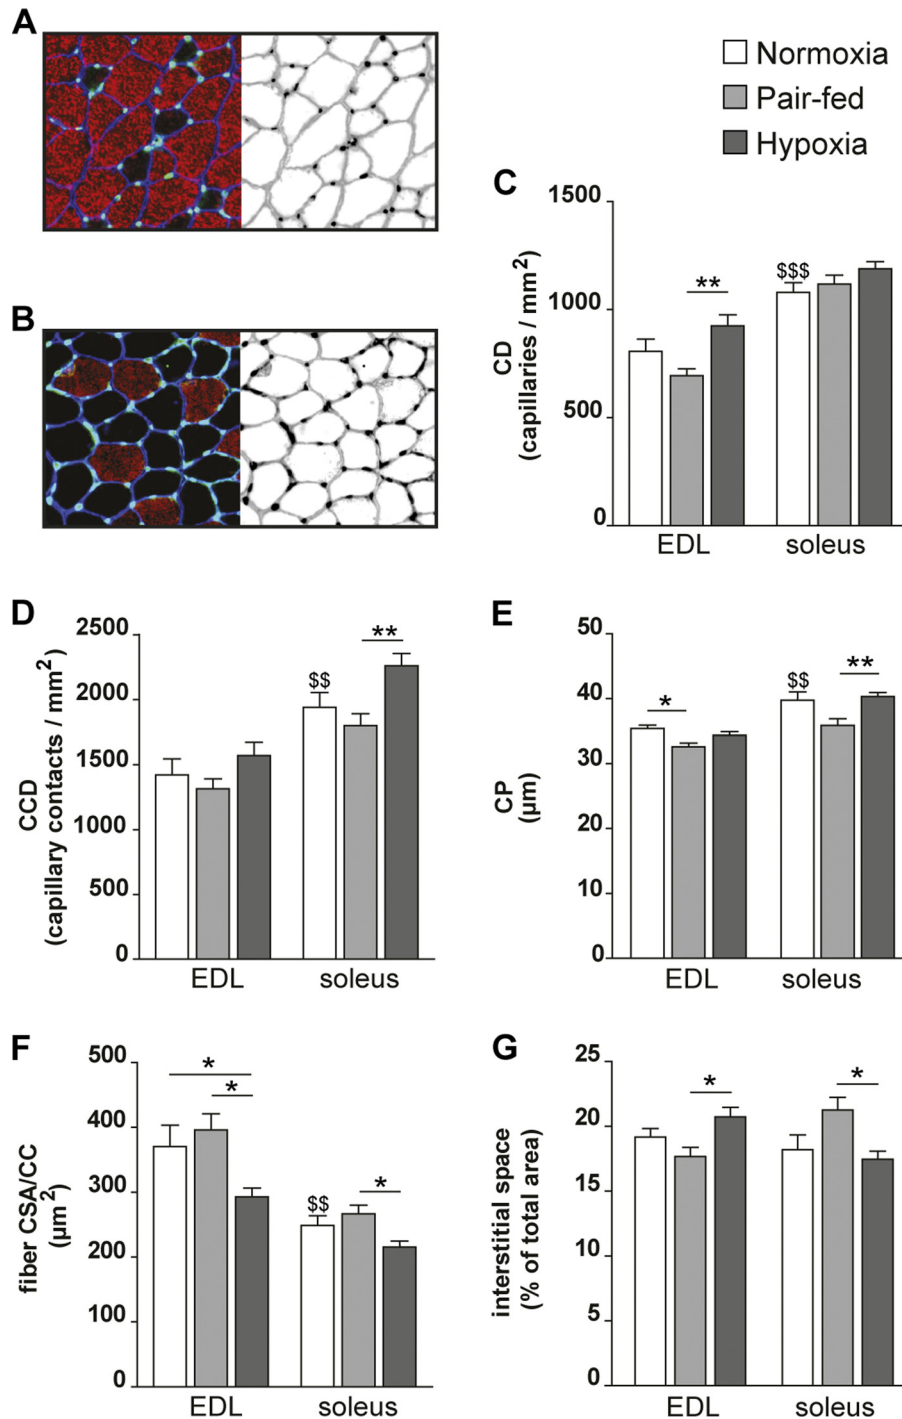 A
Normoxia
Pair-fed
Hypoxia
B
C
CD
(capillaries / mm²)
1500
1000
500
0
**
$$$
EDL
soleus
D
CCD
(capillary contacts / mm²)
2500
2000
1500
1000
500
0
$$
**
EDL
soleus
E
CP
(µm)
50
40
30
20
10
0
*
$$
**
EDL
soleus
F
fiber CSA/CC
(µm²)
500
400
300
200
100
0
*
*
$$
*
EDL
soleus
G
interstitial space
(% of total area)
25
20
15
20
5
0
*
*
EDL
soleus